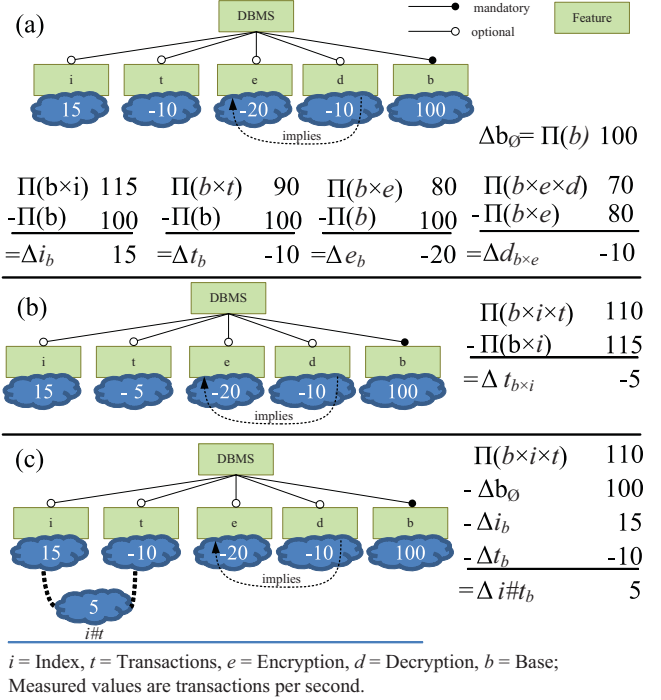 (a)
DBMS
mandatory
optional
Feature
i t e d b
15 -10 -20 -10 100
implies
Δb∅= Π(b) 100
Π(b×i) 115
-Π(b) 100
=Δi_b 15
Π(b×t) 90
-Π(b) 100
=Δt_b -10
Π(b×e) 80
-Π(b) 100
=Δe_b -20
Π(b×e×d) 70
-Π(b×e) 80
=Δd_b×e -10
(b)
DBMS
i t e d b
15 - 5 -20 -10 100
implies
Π(b×i×t) 110
- Π(b×i) 115
=Δ t_b×i -5
(c)
DBMS
i t e d b
15 -10 -20 -10 100
implies
5
i#t
Π(b×i×t) 110
- Δb∅ 100
- Δi_b 15
- Δt_b -10
=Δ i#t_b 5
i = Index, t = Transactions, e = Encryption, d = Decryption, b = Base;
Measured values are transactions per second.